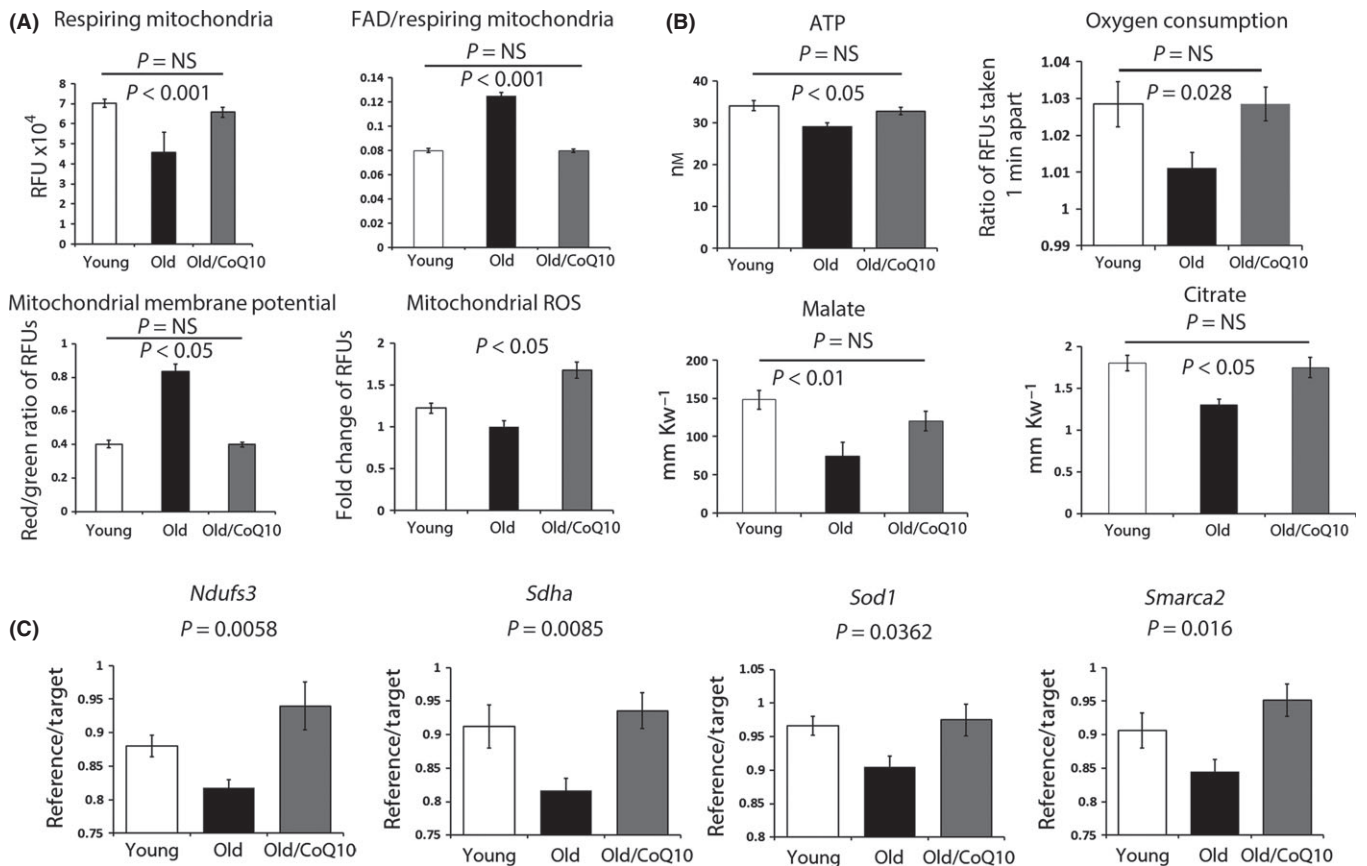 (A) Respiring mitochondria
P = NS
P < 0.001
RFU x10⁴
8
7
6
5
4
3
2
1
0
Young Old Old/CoQ10
FAD/respiring mitochondria
P = NS
P < 0.001
0.14
0.12
0.1
0.08
0.06
0.04
0.02
0
Young Old Old/CoQ10
Mitochondrial membrane potential
P = NS
P < 0.05
Red/green ratio of RFUs
1
0.8
0.6
0.4
0.2
0
Young Old Old/CoQ10
Mitochondrial ROS
P < 0.05
Fold change of RFUs
2
1.5
1
0.5
0
Young Old Old/CoQ10
(B) ATP
P = NS
P < 0.05
nM
40
30
20
10
0
Young Old Old/CoQ10
Oxygen consumption
P = NS
P = 0.028
Ratio of RFUs taken
1 min apart
1.04
1.03
1.02
1.01
1
0.99
Young Old Old/CoQ10
Malate
P = NS
P < 0.01
mm Kw⁻¹
200
150
100
50
0
Young Old Old/CoQ10
Citrate
P = NS
P < 0.05
mm Kw⁻¹
2
1.5
1
0.5
0
Young Old Old/CoQ10
(C) Ndufs3
P = 0.0058
Reference/target
1
0.95
0.9
0.85
0.8
0.75
Young Old Old/CoQ10
Sdha
P = 0.0085
Reference/target
1
0.95
0.9
0.85
0.8
0.75
Young Old Old/CoQ10
Sod1
P = 0.0362
Reference/target
1.05
1
0.95
0.9
0.85
0.8
Young Old Old/CoQ10
Smarca2
P = 0.016
Reference/target
1
0.95
0.9
0.85
0.8
0.75
Young Old Old/CoQ10